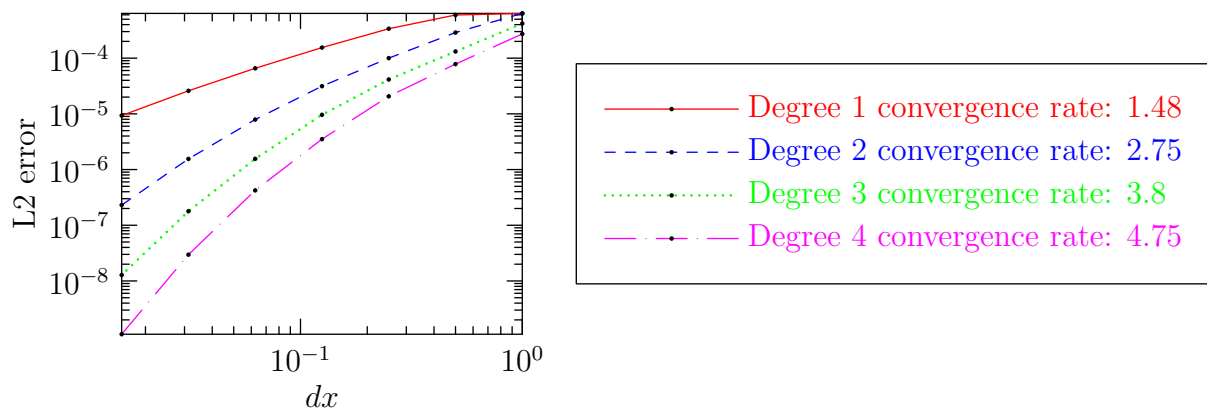 10⁻⁴
10⁻⁵
10⁻⁶
10⁻⁷
10⁻⁸
L2 error
10⁻¹
10⁰
dx
Degree 1 convergence rate: 1.48
Degree 2 convergence rate: 2.75
Degree 3 convergence rate: 3.8
Degree 4 convergence rate: 4.75